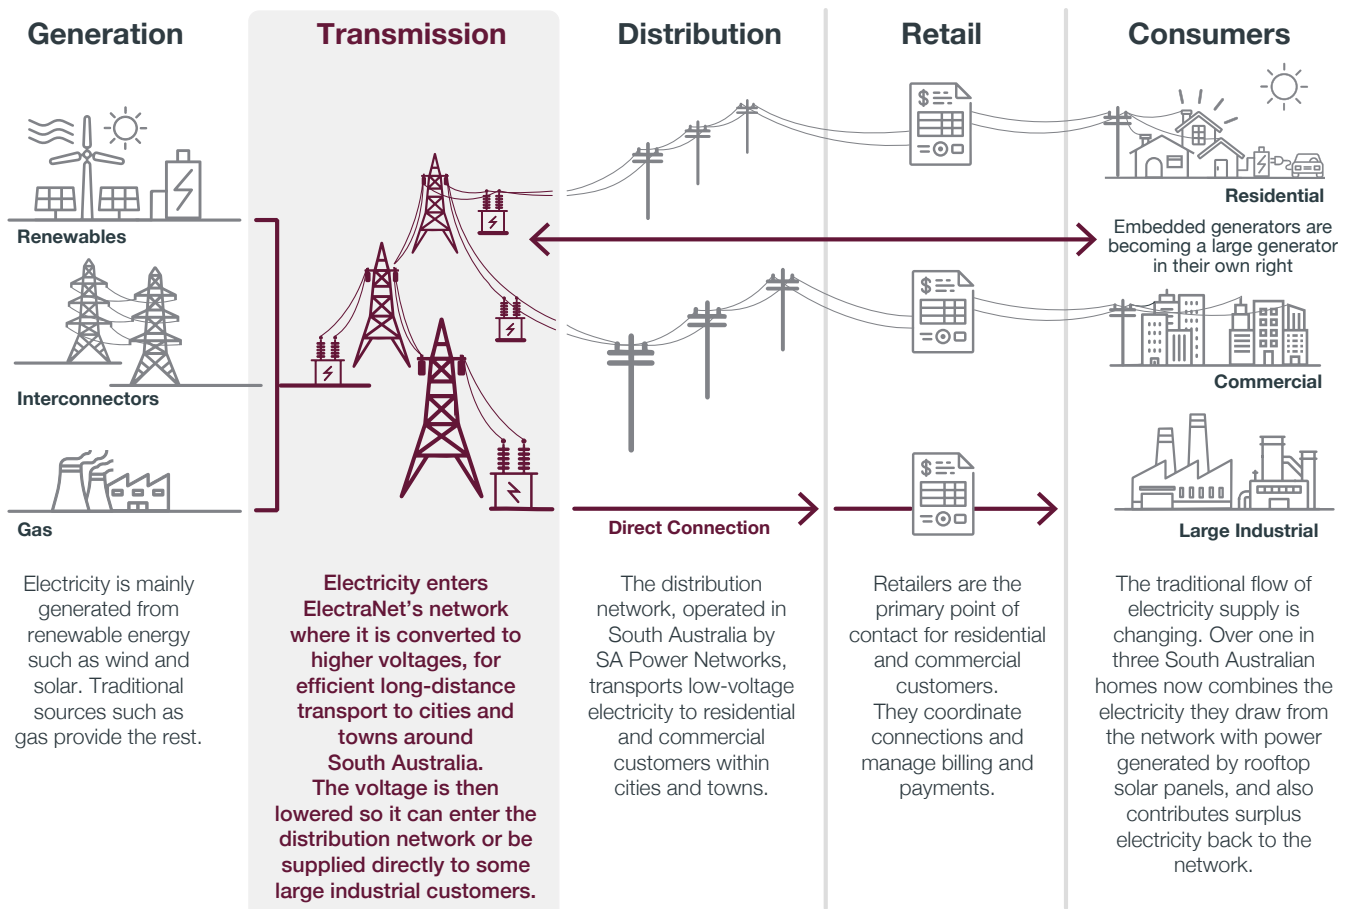 Generation
Transmission
Distribution
Retail
Consumers
Renewables
Interconnectors
Gas
$
$
$
Direct Connection
Residential
Embedded generators are
becoming a large generator
in their own right
Commercial
Large Industrial
Electricity is mainly
generated from
renewable energy
such as wind and
solar. Traditional
sources such as
gas provide the rest.
Electricity enters
ElectraNet’s network
where it is converted to
higher voltages, for
efficient long-distance
transport to cities and
towns around
South Australia.
The voltage is then
lowered so it can enter the
distribution network or be
supplied directly to some
large industrial customers.
The distribution
network, operated in
South Australia by
SA Power Networks,
transports low-voltage
electricity to residential
and commercial
customers within
cities and towns.
Retailers are the
primary point of
contact for residential
and commercial
customers.
They coordinate
connections and
manage billing and
payments.
The traditional flow of
electricity supply is
changing. Over one in
three South Australian
homes now combines the
electricity they draw from
the network with power
generated by rooftop
solar panels, and also
contributes surplus
electricity back to the
network.